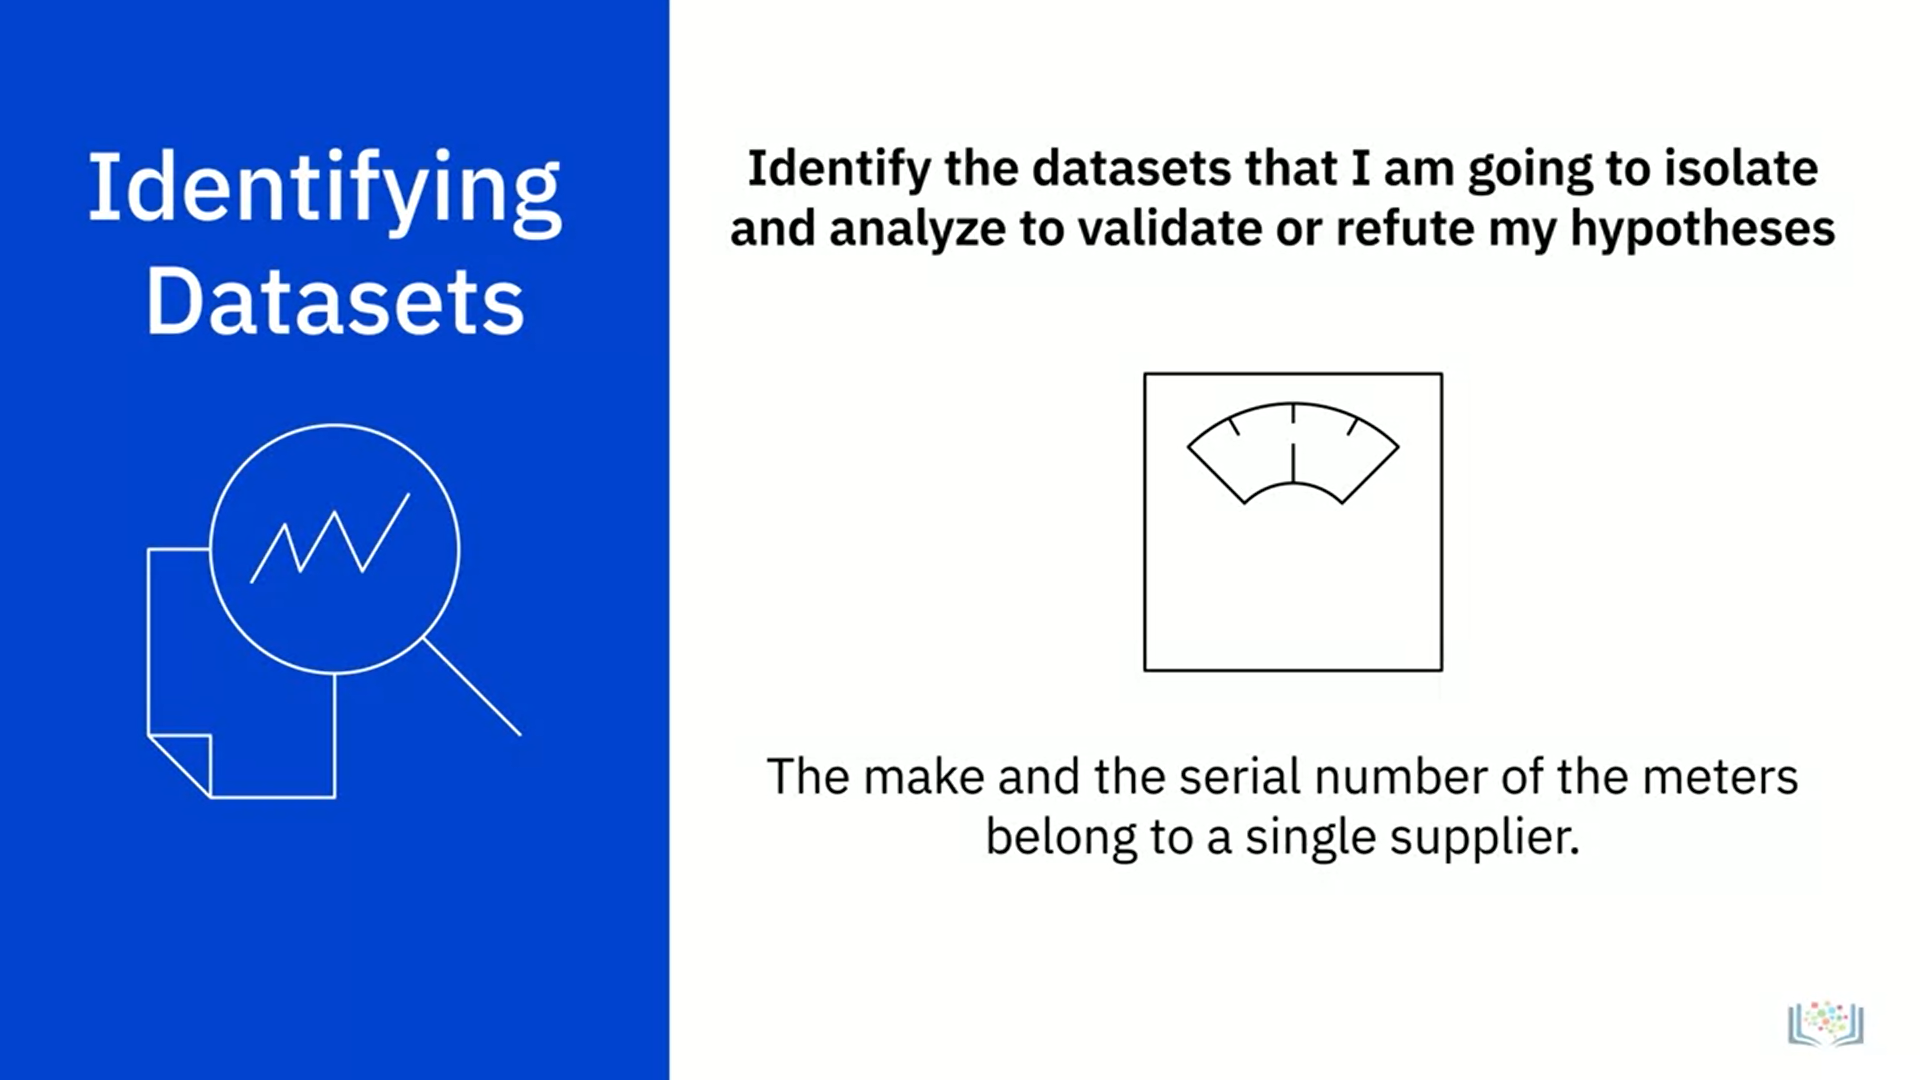 Identifying
Datasets
Identify the datasets that I am going to isolate
and analyze to validate or refute my hypotheses
The make and the serial number of the meters
belong to a single supplier.